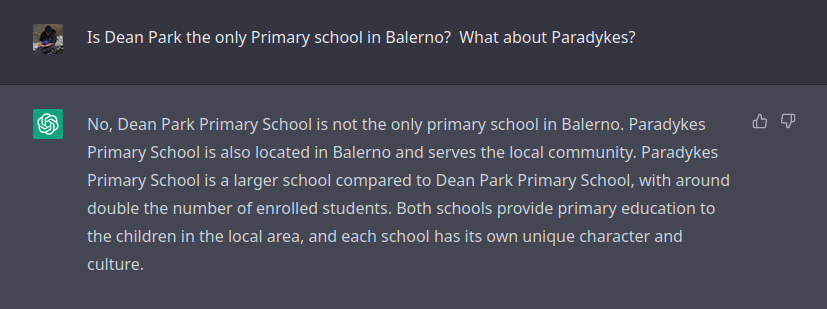 Is Dean Park the only Primary school in Balerno?  What about Paradykes?
No, Dean Park Primary School is not the only primary school in Balerno. Paradykes
Primary School is also located in Balerno and serves the local community. Paradykes
Primary School is a larger school compared to Dean Park Primary School, with around
double the number of enrolled students. Both schools provide primary education to
the children in the local area, and each school has its own unique character and
culture.